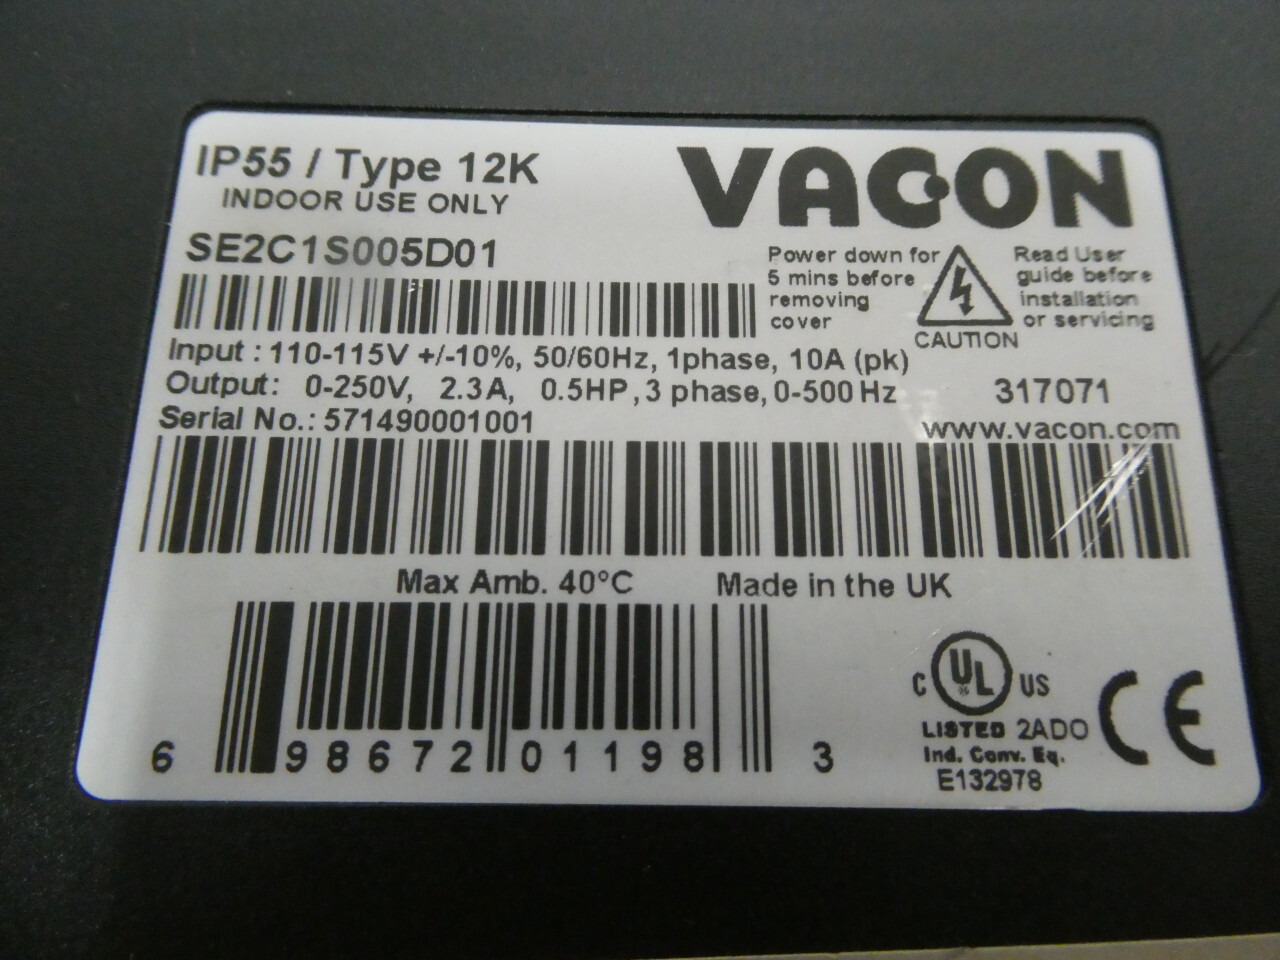 IP55 / Type 12K
INDOOR USE ONLY
VACON
SE2C1S005D01
Power down for
5 mins before
removing
cover
CAUTION
Read User
guide before
installation
or servicing
Input : 110-115V +/-10%, 50/60Hz, 1phase, 10A (pk)
Output: 0-250V, 2.3A, 0.5HP, 3 phase, 0-500 Hz
317071
Serial No.: 571490001001
www.vacon.com
Max Amb. 40°C
Made in the UK
6 98672 01198 3
C UL US
LISTED 2ADO
Ind. Conv. Eq.
E132978
CE